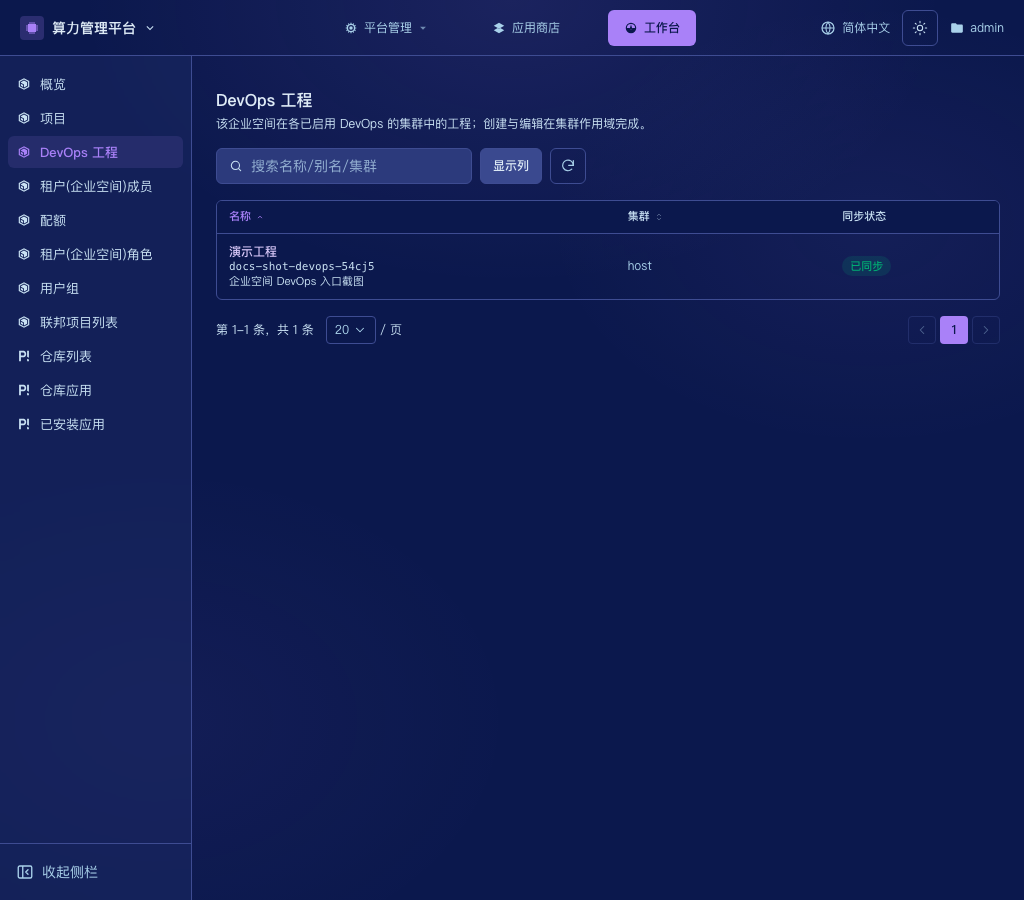 算力管理平台
平台管理
应用商店
工作台
简体中文
admin
概览
项目
DevOps 工程
租户(企业空间)成员
配额
租户(企业空间)角色
用户组
联邦项目列表
P! 仓库列表
P! 仓库应用
P! 已安装应用
收起侧栏
DevOps 工程
该企业空间在各已启用 DevOps 的集群中的工程；创建与编辑在集群作用域完成。
搜索名称/别名/集群
显示列
名称 集群 同步状态
演示工程
docs-shot-devops-54cj5
企业空间 DevOps 入口截图
host
已同步
第 1–1 条，共 1 条 20 / 页
1